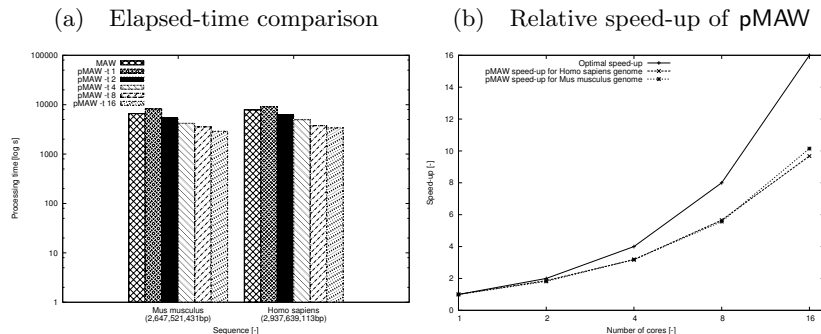 (a) Elapsed-time comparison
100000
10000
1000
100
10
1
Processing time [log s]
MAW
pMAW -t 1
pMAW -t 2
pMAW -t 4
pMAW -t 8
pMAW -t 16
Mus musculus
(2,647,521,431bp)
Homo sapiens
(2,937,639,113bp)
Sequence [-]
(b) Relative speed-up of pMAW
16
14
12
10
8
6
4
2
0
Speed-up [-]
Optimal speed-up
pMAW speed-up for Homo sapiens genome
pMAW speed-up for Mus musculus genome
1 2 4 8 16
Number of cores [-]